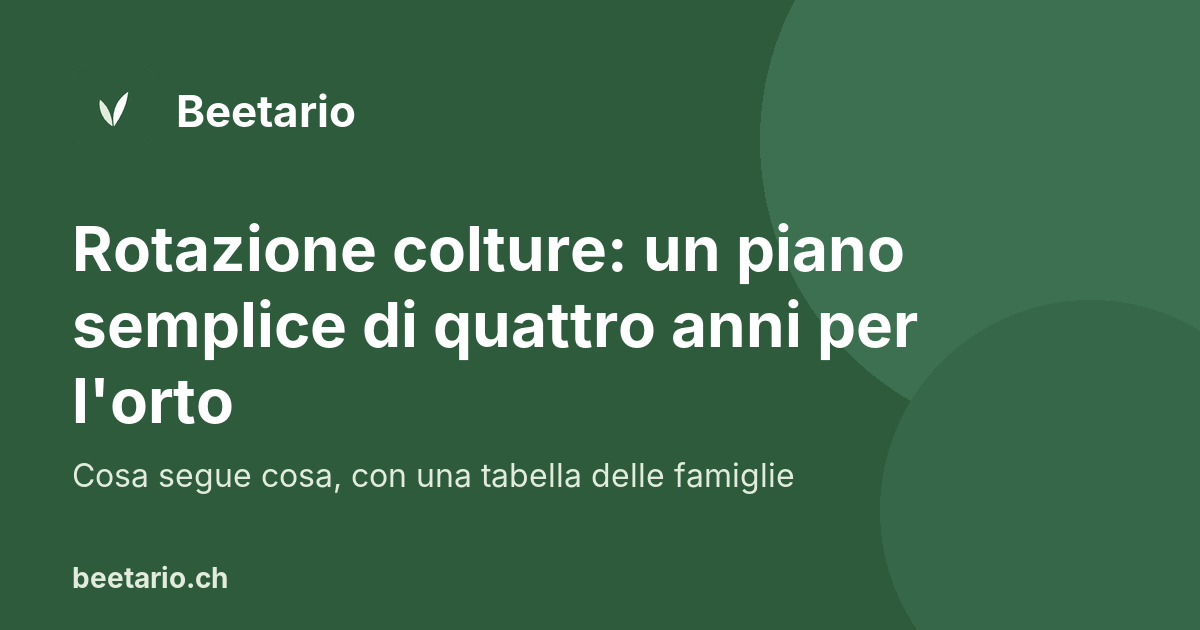 Beetario
Rotazione colture: un piano
semplice di quattro anni per
l'orto
Cosa segue cosa, con una tabella delle famiglie
beetario.ch